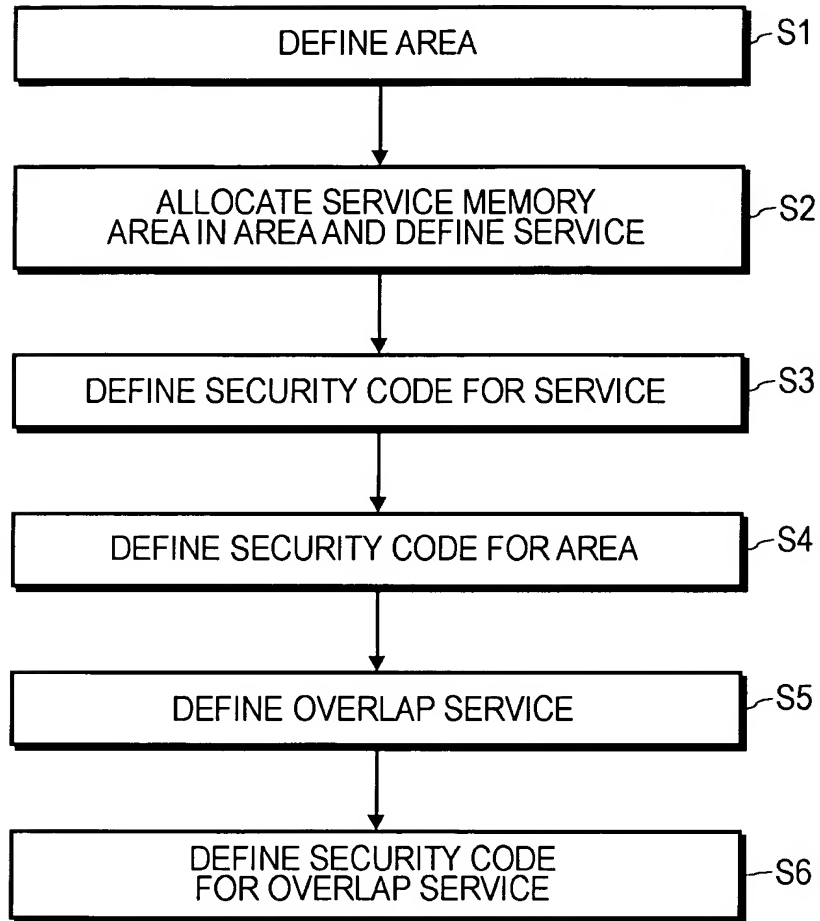 DEFINE AREA
S1
ALLOCATE SERVICE MEMORY
AREA IN AREA AND DEFINE SERVICE
S2
DEFINE SECURITY CODE FOR SERVICE
S3
DEFINE SECURITY CODE FOR AREA
S4
DEFINE OVERLAP SERVICE
S5
DEFINE SECURITY CODE
FOR OVERLAP SERVICE
S6